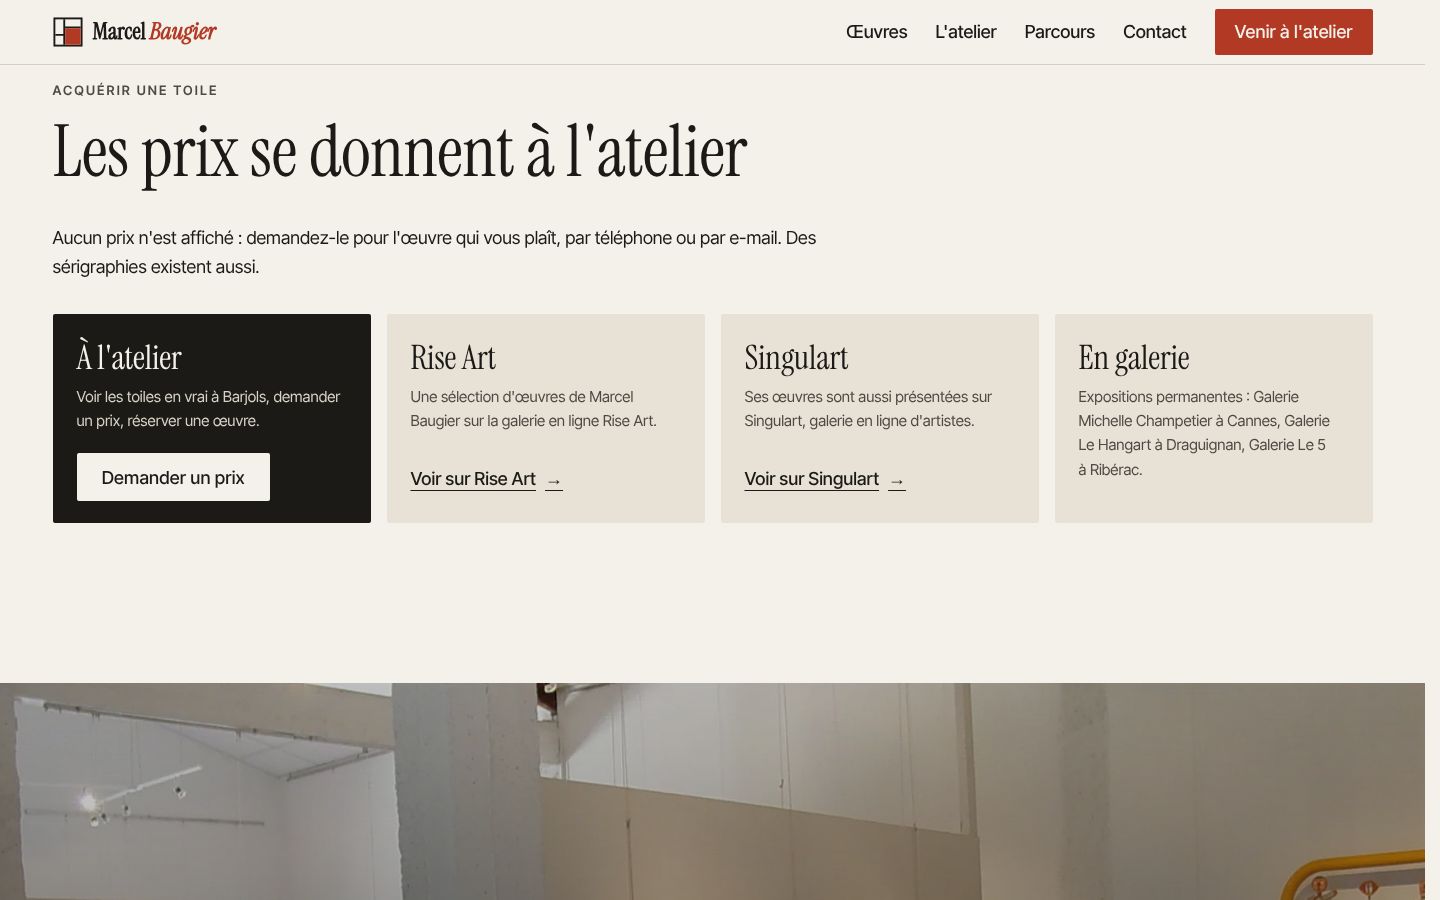 Marcel Baugier
Œuvres
L'atelier
Parcours
Contact
Venir à l'atelier
ACQUÉRIR UNE TOILE
Les prix se donnent à l'atelier
Aucun prix n'est affiché : demandez-le pour l'œuvre qui vous plaît, par téléphone ou par e-mail. Des
sérigraphies existent aussi.
À l'atelier
Voir les toiles en vrai à Barjols, demander
un prix, réserver une œuvre.
Demander un prix
Rise Art
Une sélection d'œuvres de Marcel
Baugier sur la galerie en ligne Rise Art.
Voir sur Rise Art →
Singulart
Ses œuvres sont aussi présentées sur
Singulart, galerie en ligne d'artistes.
Voir sur Singulart →
En galerie
Expositions permanentes : Galerie
Michelle Champetier à Cannes, Galerie
Le Hangart à Draguignan, Galerie Le 5
à Ribérac.